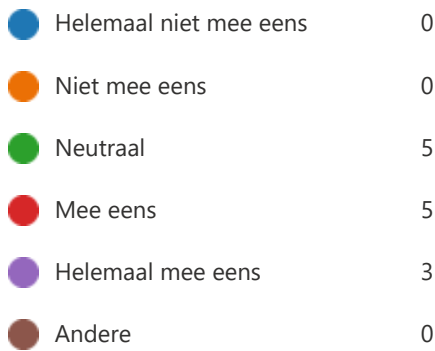 Helemaal niet mee eens 0
Niet mee eens 0
Neutraal 5
Mee eens 5
Helemaal mee eens 3
Andere 0